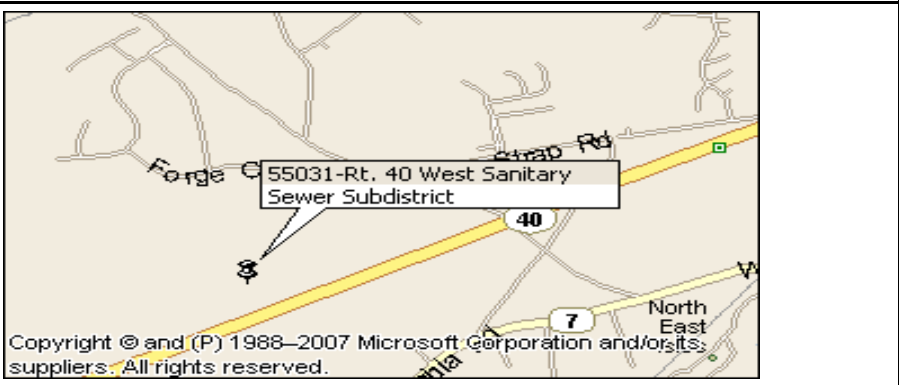 Strap Rd
Forge
55031-Rt. 40 West Sanitary
Sewer Subdistrict
40
W
North
East
7
Copyright © and (P) 1988–2007 Microsoft Corporation and/or its
suppliers. All rights reserved.